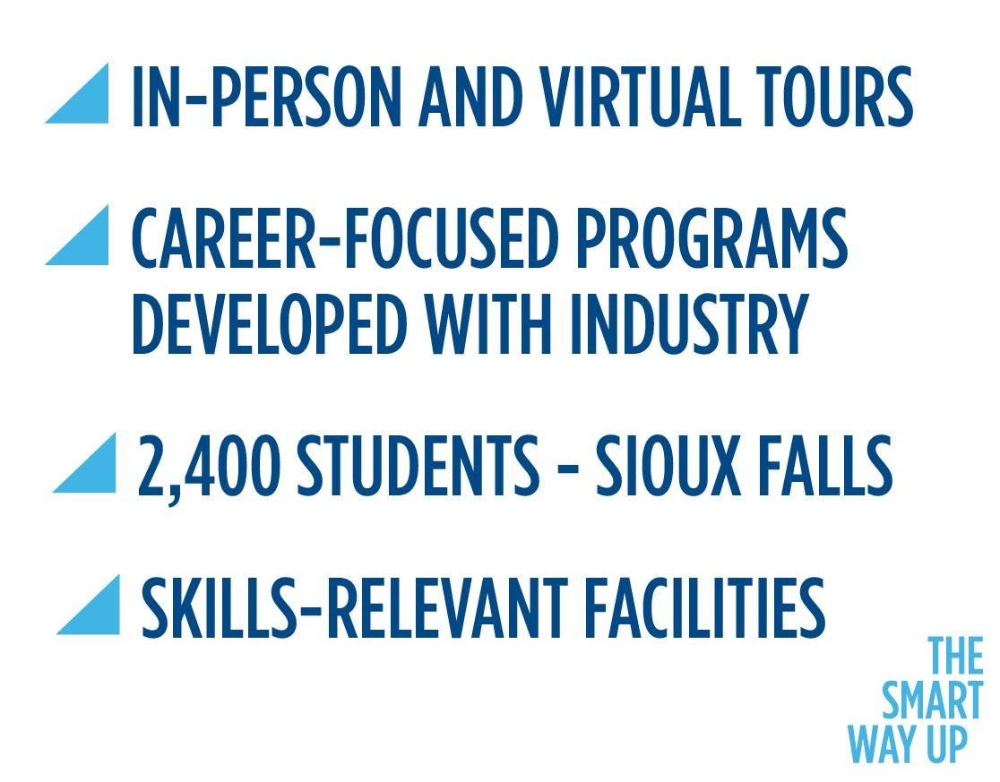 IN-PERSON AND VIRTUAL TOURS
CAREER-FOCUSED PROGRAMS
DEVELOPED WITH INDUSTRY
2,400 STUDENTS - SIOUX FALLS
SKILLS-RELEVANT FACILITIES
THE
SMART
WAY UP